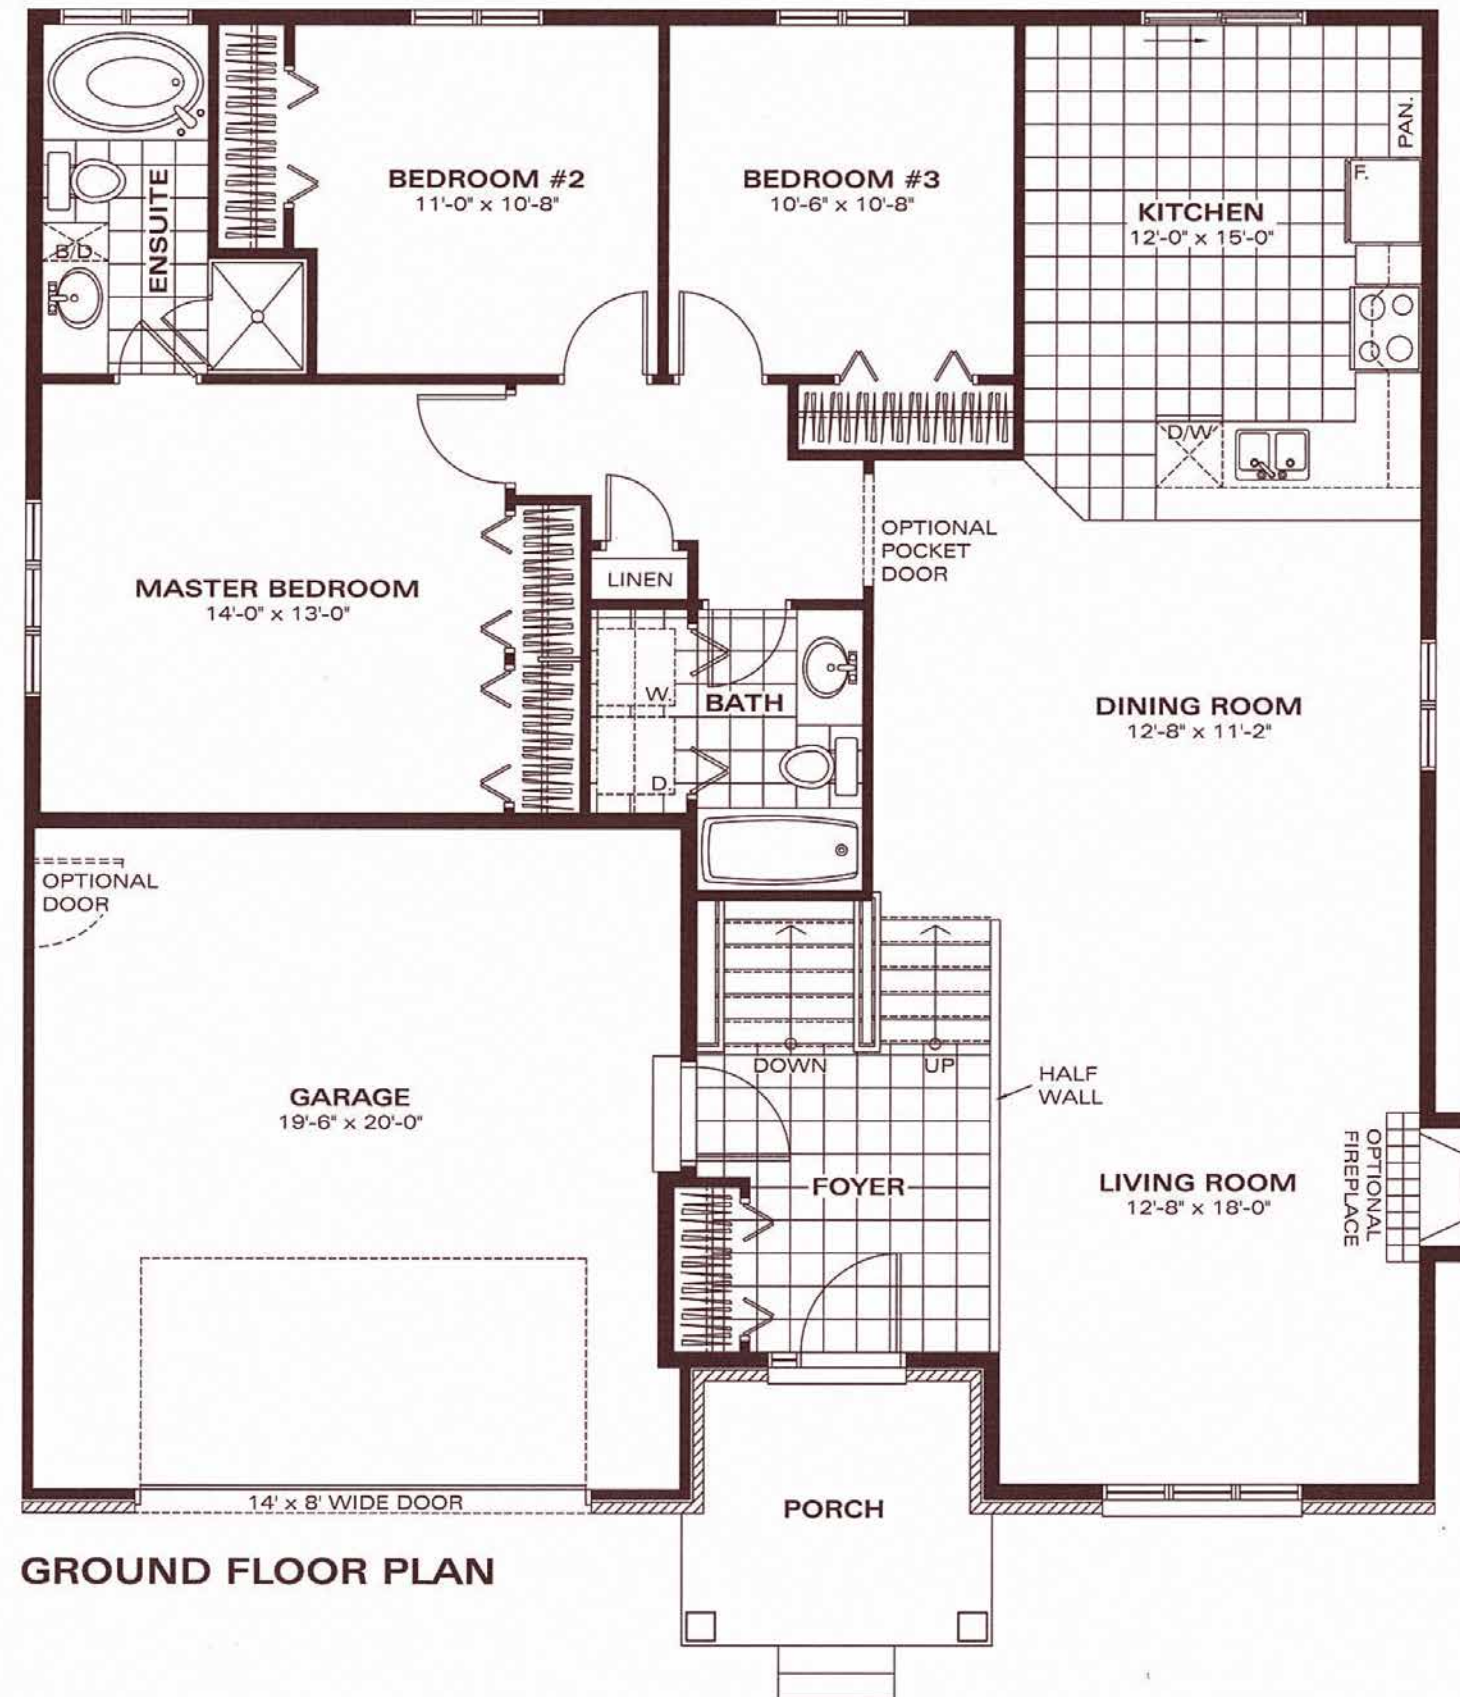 PAN.
F.
BEDROOM #2
11'-0" x 10'-8"
BEDROOM #3
10'-6" x 10'-8"
KITCHEN
12'-0" x 15'-0"
ENSUITE
B/D
D/W
OPTIONAL
POCKET
DOOR
LINEN
MASTER BEDROOM
14'-0" x 13'-0"
W.
BATH
D.
DINING ROOM
12'-8" x 11'-2"
OPTIONAL
DOOR
DOWN
UP
HALF
WALL
GARAGE
19'-6" x 20'-0"
FOYER
LIVING ROOM
12'-8" x 18'-0"
OPTIONAL
FIREPLACE
14' x 8' WIDE DOOR
PORCH
GROUND FLOOR PLAN